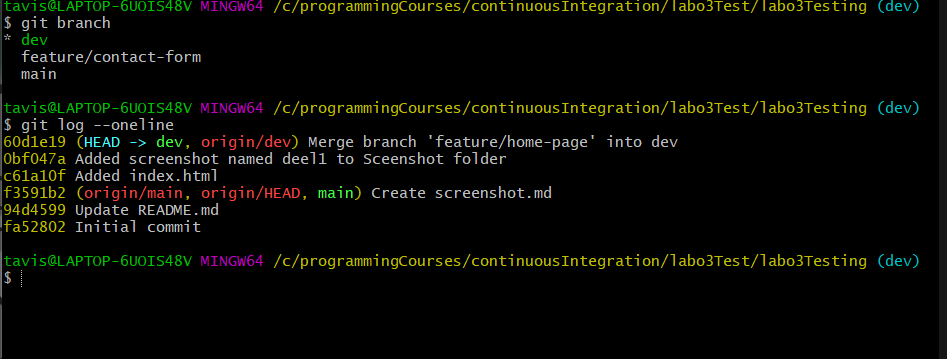 tavis@LAPTOP-6UOIS48V MINGW64 /c/programmingCourses/continuousIntegration/labo3Test/labo3Testing (dev)
$ git branch
* dev
  feature/contact-form
  main
tavis@LAPTOP-6UOIS48V MINGW64 /c/programmingCourses/continuousIntegration/labo3Test/labo3Testing (dev)
$ git log --oneline
60d1e19 (HEAD -> dev, origin/dev) Merge branch 'feature/home-page' into dev
0bf047a Added screenshot named deel1 to Sceenshot folder
c61a10f Added index.html
f3591b2 (origin/main, origin/HEAD, main) Create screenshot.md
94d4599 Update README.md
fa52802 Initial commit
tavis@LAPTOP-6UOIS48V MINGW64 /c/programmingCourses/continuousIntegration/labo3Test/labo3Testing (dev)
$